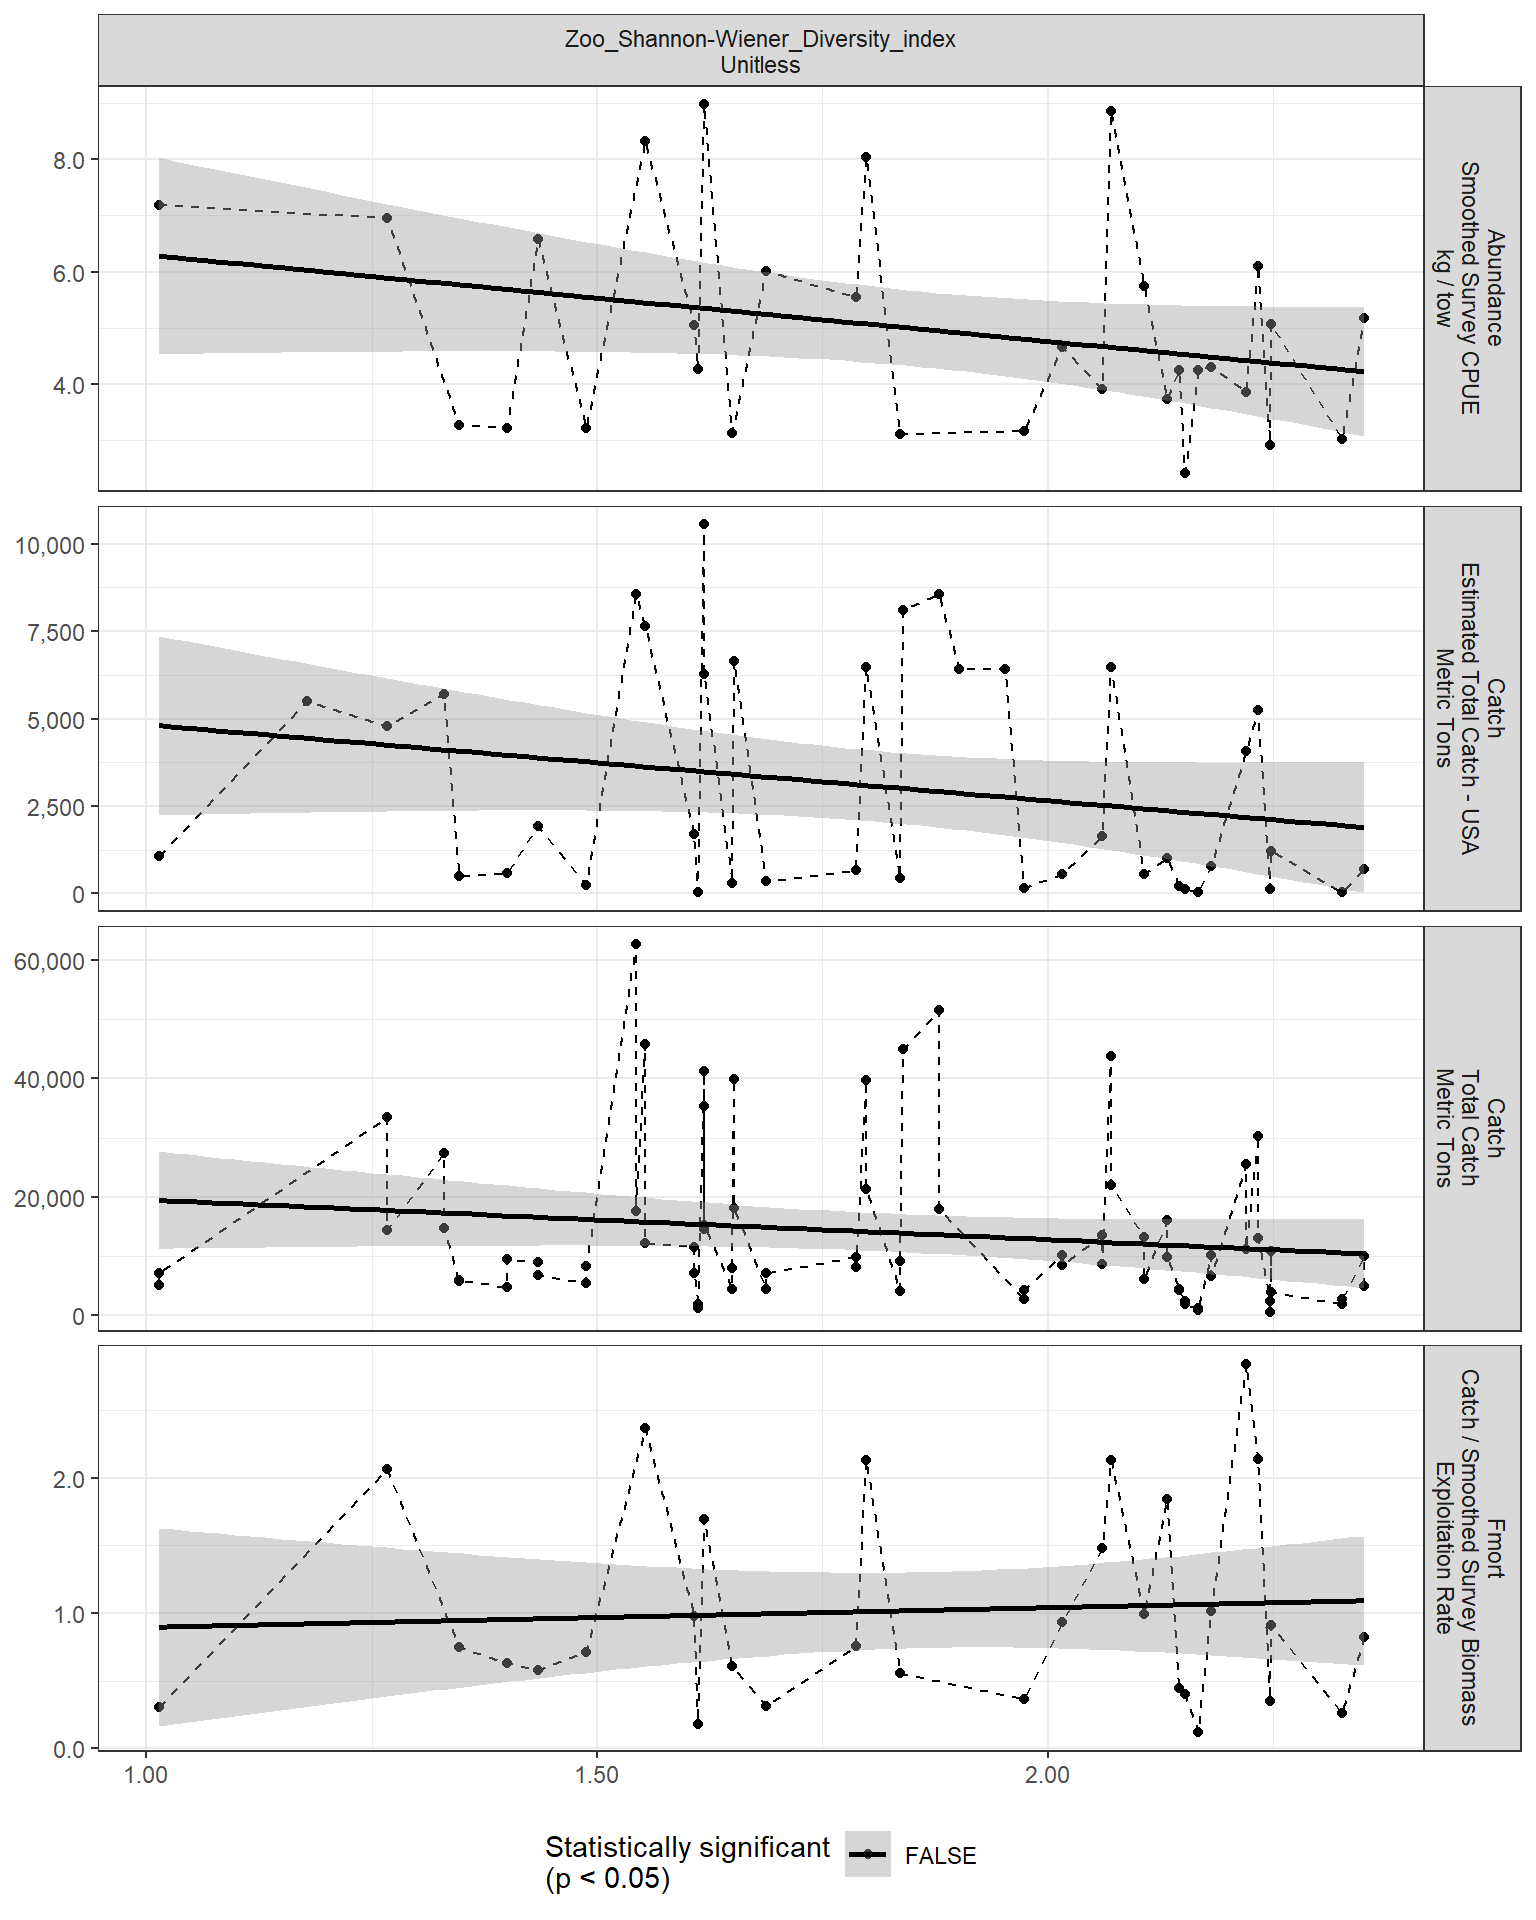 Zoo_Shannon-Wiener_Diversity_index
Unitless
8.0
6.0
4.0
Abundance
Smoothed Survey CPUE
kg / tow
10,000
7,500
5,000
2,500
0
Catch
Estimated Total Catch - USA
Metric Tons
60,000
40,000
20,000
0
Catch
Total Catch
Metric Tons
2.0
1.0
0.0
Fmort
Catch / Smoothed Survey Biomass
Exploitation Rate
1.00
1.50
2.00
Statistically significant
(p < 0.05)
FALSE